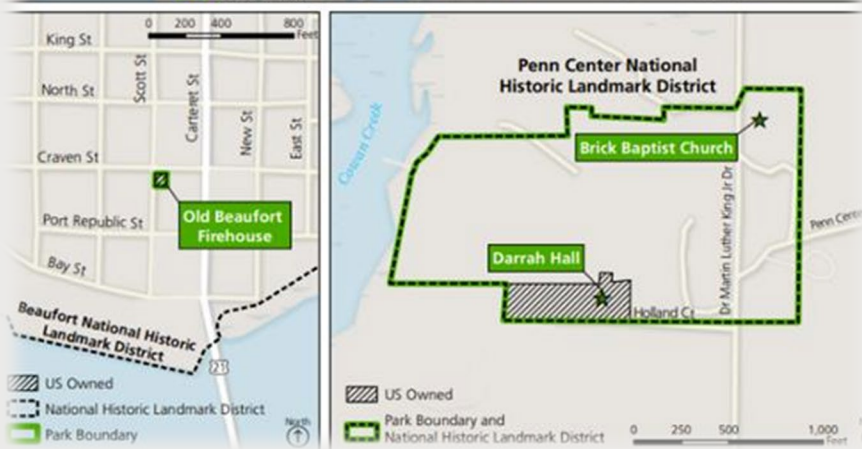 0 200 400 800
Feet
King St
North St
Scott St
Carteret St
New St
East St
Craven St
Old Beaufort
Firehouse
Port Republic St
Bay St
Beaufort National Historic
Landmark District
21
US Owned
National Historic Landmark District
Park Boundary
North
Penn Center National
Historic Landmark District
Cowan Creek
Brick Baptist Church
Dr Martin Luther King Jr Dr
Penn Cente
Darrah Hall
Holland Cr
US Owned
Park Boundary and
National Historic Landmark District
0 250 500 1,000
Feet